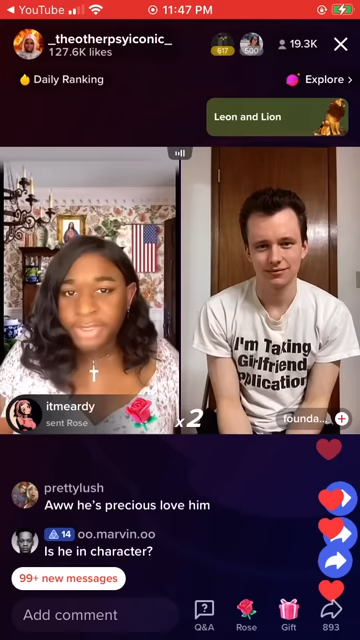 YouTube
11:47 PM
_theotherpsyiconic_
127.6K likes
617
500
19.3K
Daily Ranking
Explore >
Leon and Lion
I'm Taking
Girlfriend
pplication
itmeardy
sent Rose
x2
founda...
prettylush
Aww he's precious love him
14
oo.marvin.oo
Is he in character?
99+ new messages
Add comment
Q&A
Rose
Gift
893